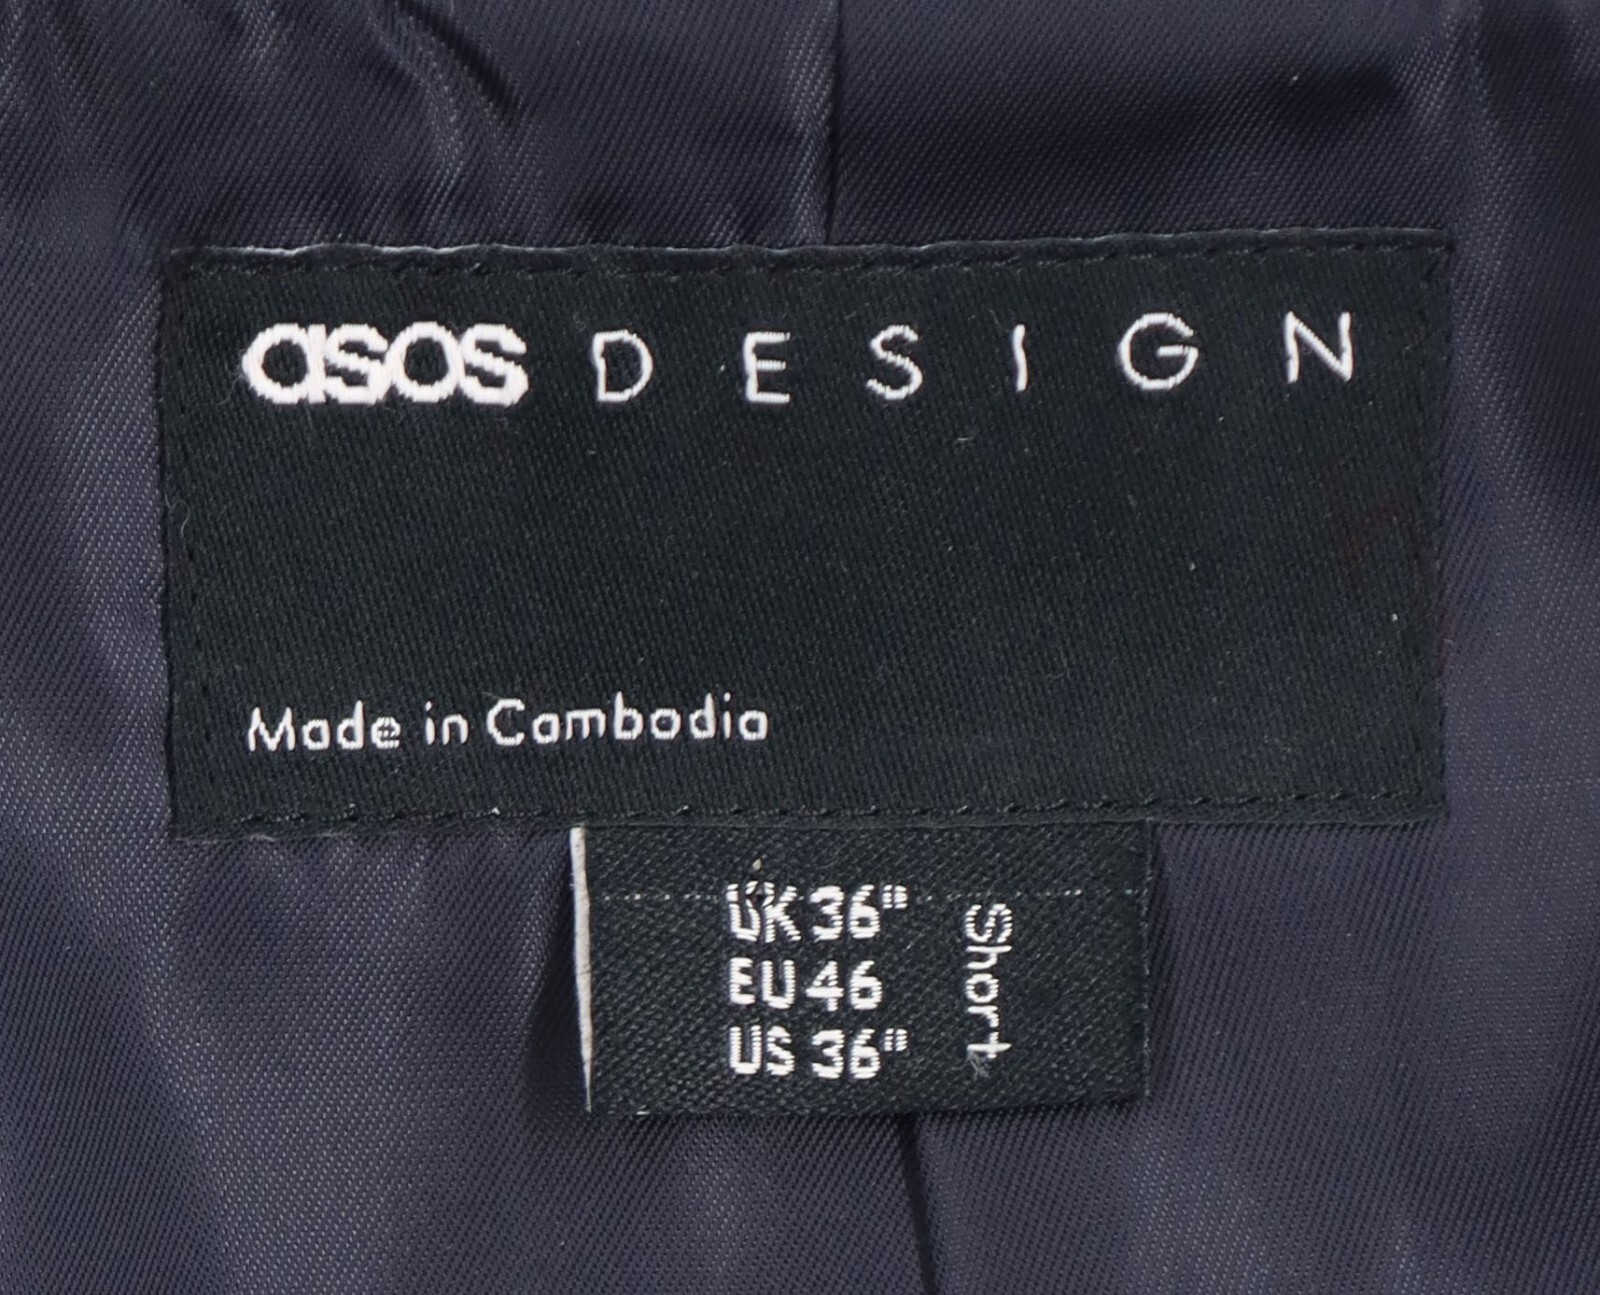 asos DESIGN
Made in Cambodia
UK 36"
EU 46
US 36"
Short